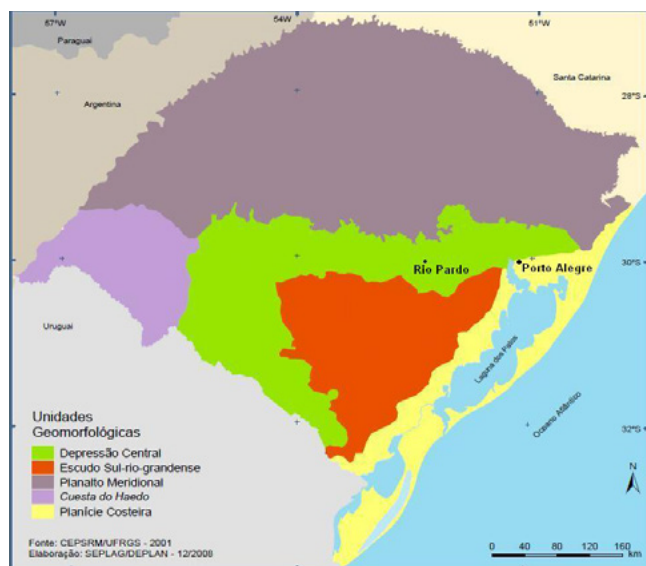 57°W
54°W
51°W
Paraguai
Santa Catarina
28°S
Argentina
Rio Pardo
Porto Alegre
30°S
Uruguai
Laguna dos Patos
Oceano Atlântico
32°S
Unidades
Geomorfológicas
Depressão Central
Escudo Sul-rio-grandense
Planalto Meridional
Cuesta do Haedo
Planície Costeira
N
Fonte: CEPSRM/UFRGS - 2001
Elaboração: SEPLAG/DEPLAN - 12/2008
0 40 80 120 160
km